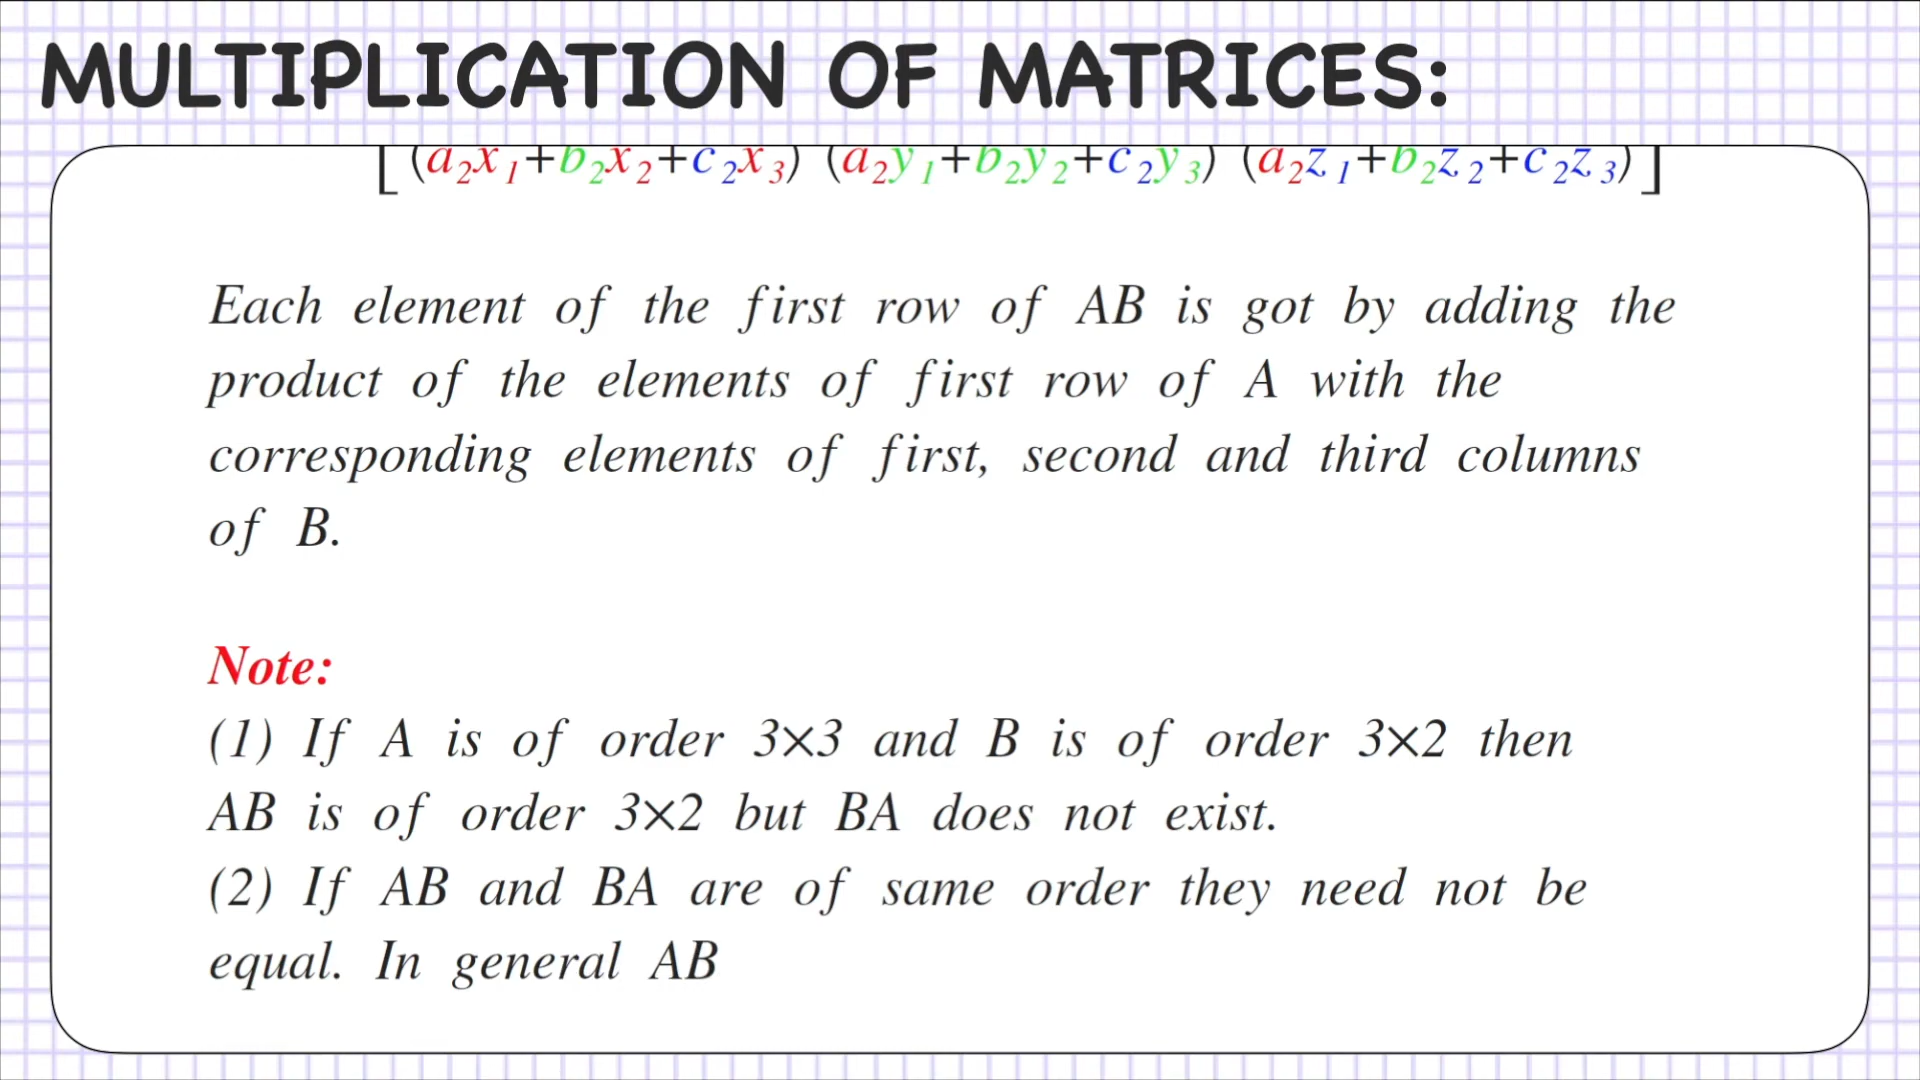 MULTIPLICATION OF MATRICES:
[ (a₂x₁+b₂x₂+c₂x₃) (a₂y₁+b₂y₂+c₂y₃) (a₂z₁+b₂z₂+c₂z₃) ]
Each element of the first row of AB is got by adding the
product of the elements of first row of A with the
corresponding elements of first, second and third columns
of B.
Note:
(1) If A is of order 3×3 and B is of order 3×2 then
AB is of order 3×2 but BA does not exist.
(2) If AB and BA are of same order they need not be
equal. In general AB